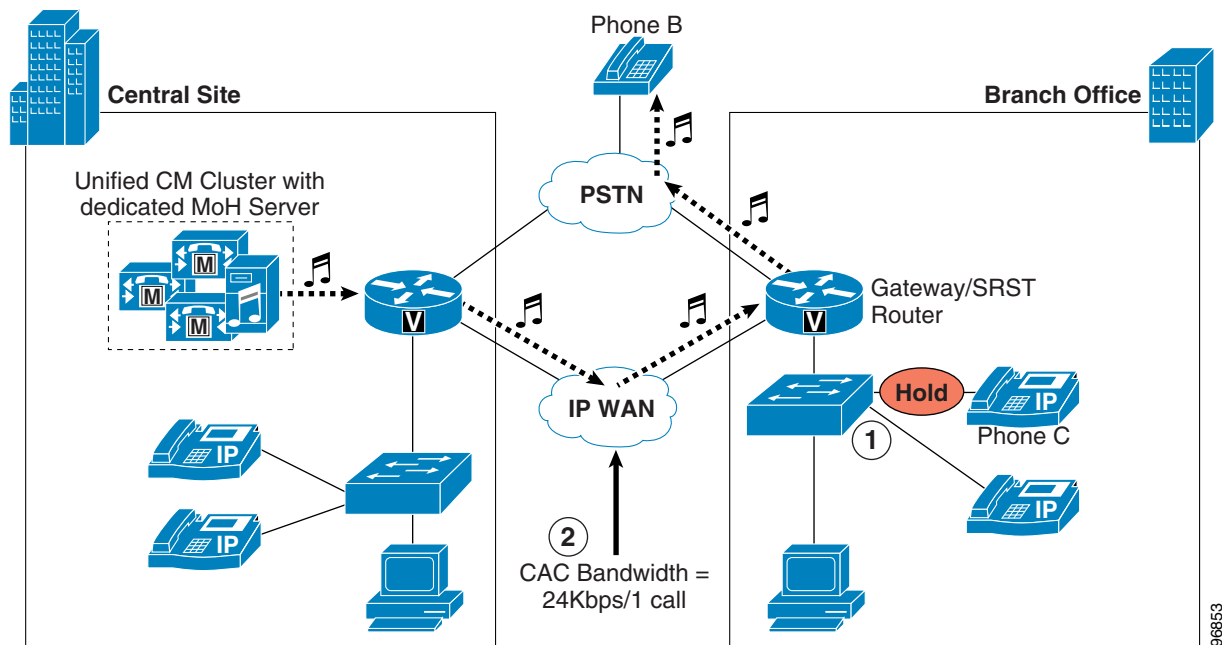 Phone B
Central Site
Branch Office
Unified CM Cluster with
dedicated MoH Server
M
M
M
PSTN
V
V
Gateway/SRST
Router
IP WAN
Hold
IP
Phone C
1
IP
IP
IP
2
CAC Bandwidth =
24Kbps/1 call
96853